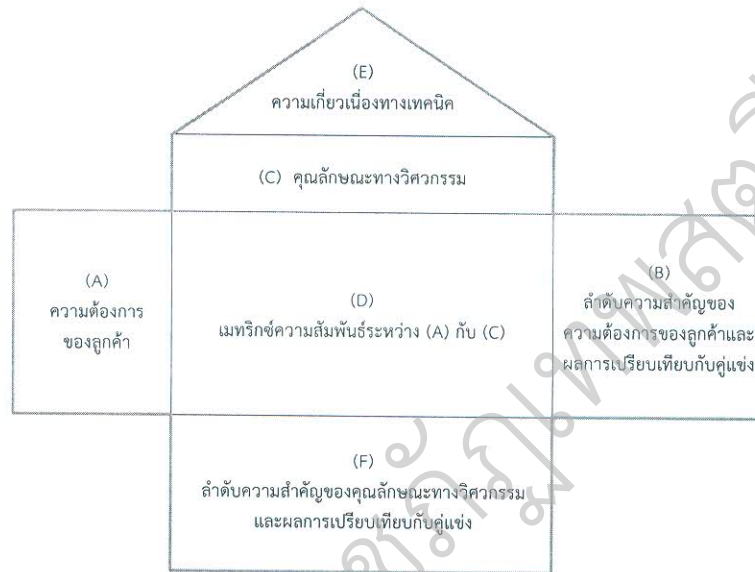 (E)
ความเกี่ยวเนื่องทางเทคนิค
(C) คุณลักษณะทางวิศวกรรม
(A)
ความต้องการ
ของลูกค้า
(D)
เมทริกซ์ความสัมพันธ์ระหว่าง (A) กับ (C)
(B)
ลำดับความสำคัญของ
ความต้องการของลูกค้าและ
ผลการเปรียบเทียบกับคู่แข่ง
(F)
ลำดับความสำคัญของคุณลักษณะทางวิศวกรรม
และผลการเปรียบเทียบกับคู่แข่ง